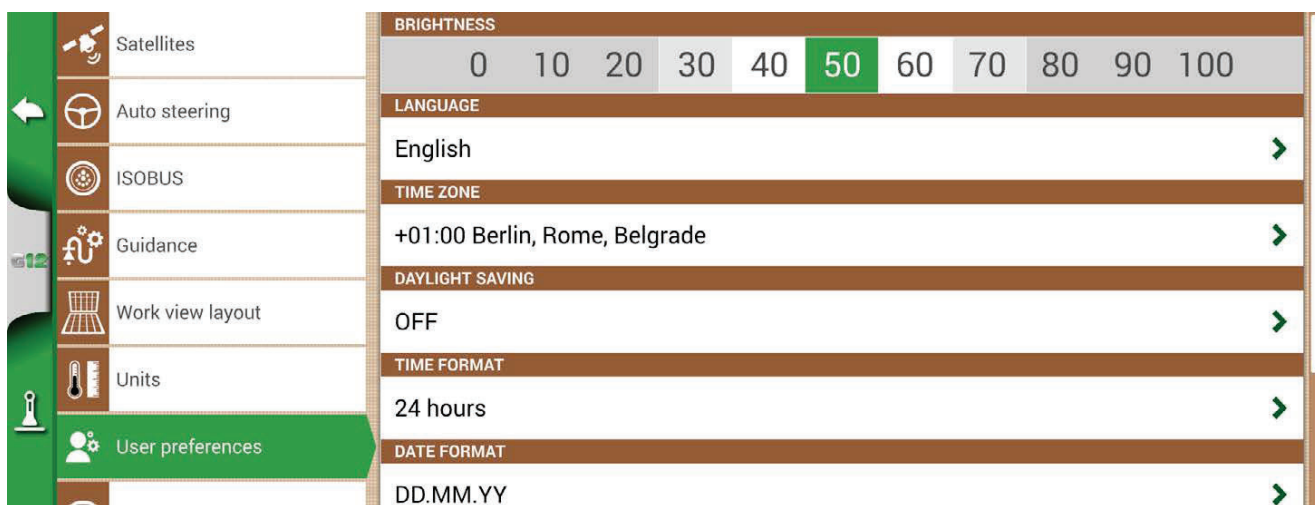 Satellites
Auto steering
ISOBUS
Guidance
Work view layout
Units
User preferences
G12
BRIGHTNESS
0 10 20 30 40 50 60 70 80 90 100
LANGUAGE
English
TIME ZONE
+01:00 Berlin, Rome, Belgrade
DAYLIGHT SAVING
OFF
TIME FORMAT
24 hours
DATE FORMAT
DD.MM.YY